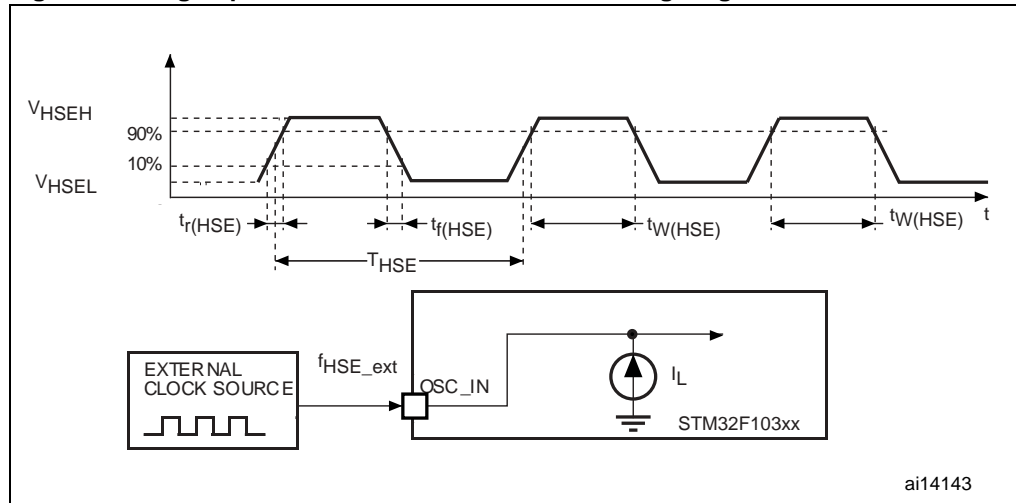 VHSEH
90%
10%
VHSEL
tr(HSE)
tf(HSE)
tW(HSE)
tW(HSE)
t
THSE
EXTERNAL
CLOCK SOURCE
fHSE_ext
OSC_IN
IL
STM32F103xx
ai14143